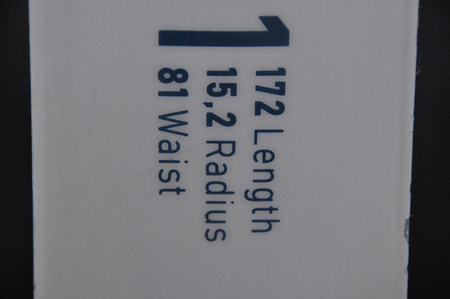 1
172 Length
15,2 Radius
81 Waist